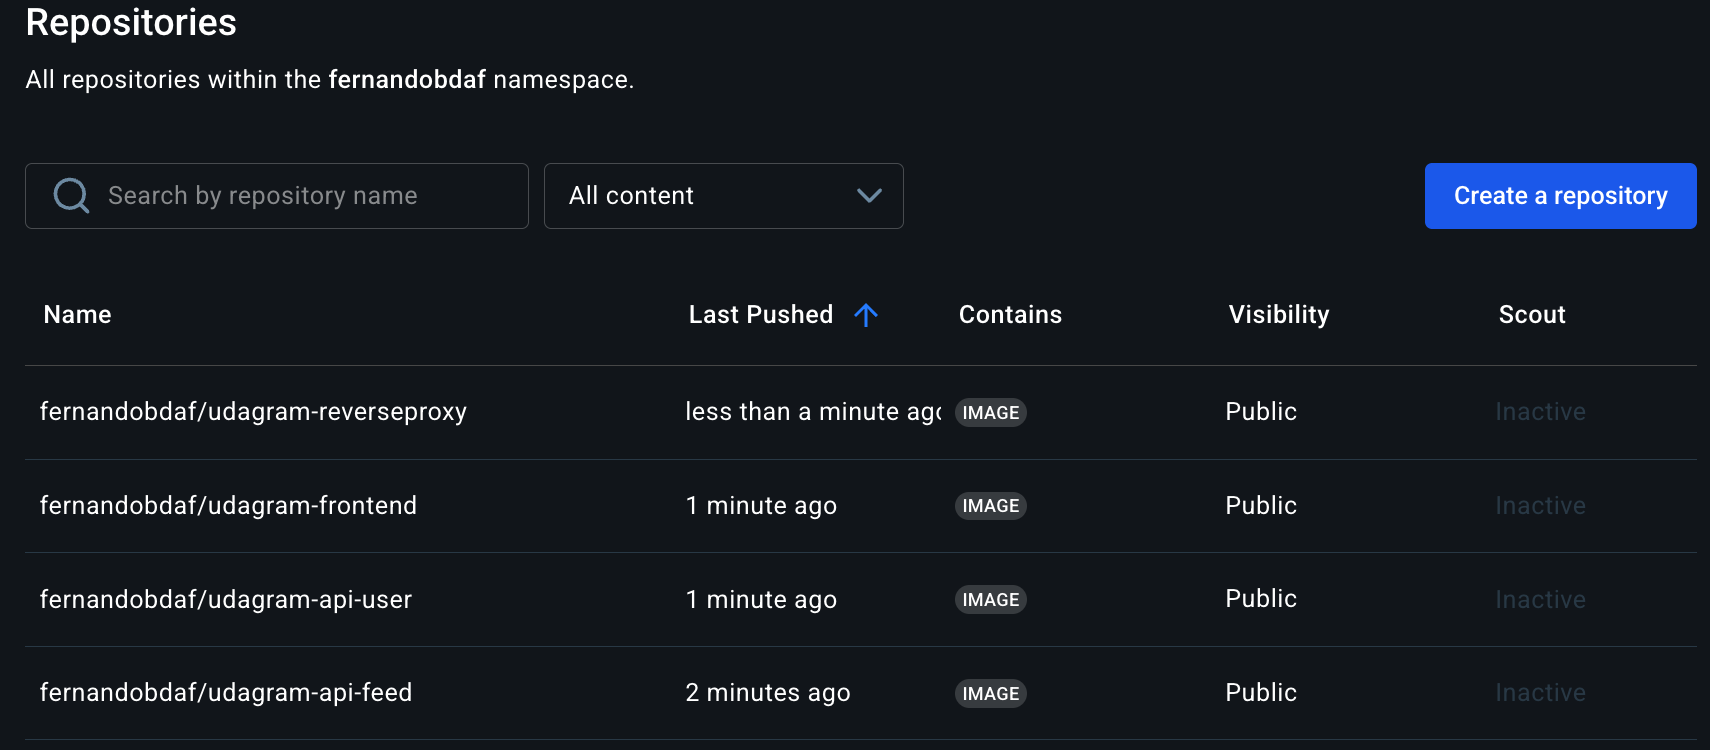 Repositories
All repositories within the fernandobdaf namespace.
Search by repository name
All content
Create a repository
Name Last Pushed Contains Visibility Scout
fernandobdaf/udagram-reverseproxy less than a minute ago IMAGE Public Inactive
fernandobdaf/udagram-frontend 1 minute ago IMAGE Public Inactive
fernandobdaf/udagram-api-user 1 minute ago IMAGE Public Inactive
fernandobdaf/udagram-api-feed 2 minutes ago IMAGE Public Inactive